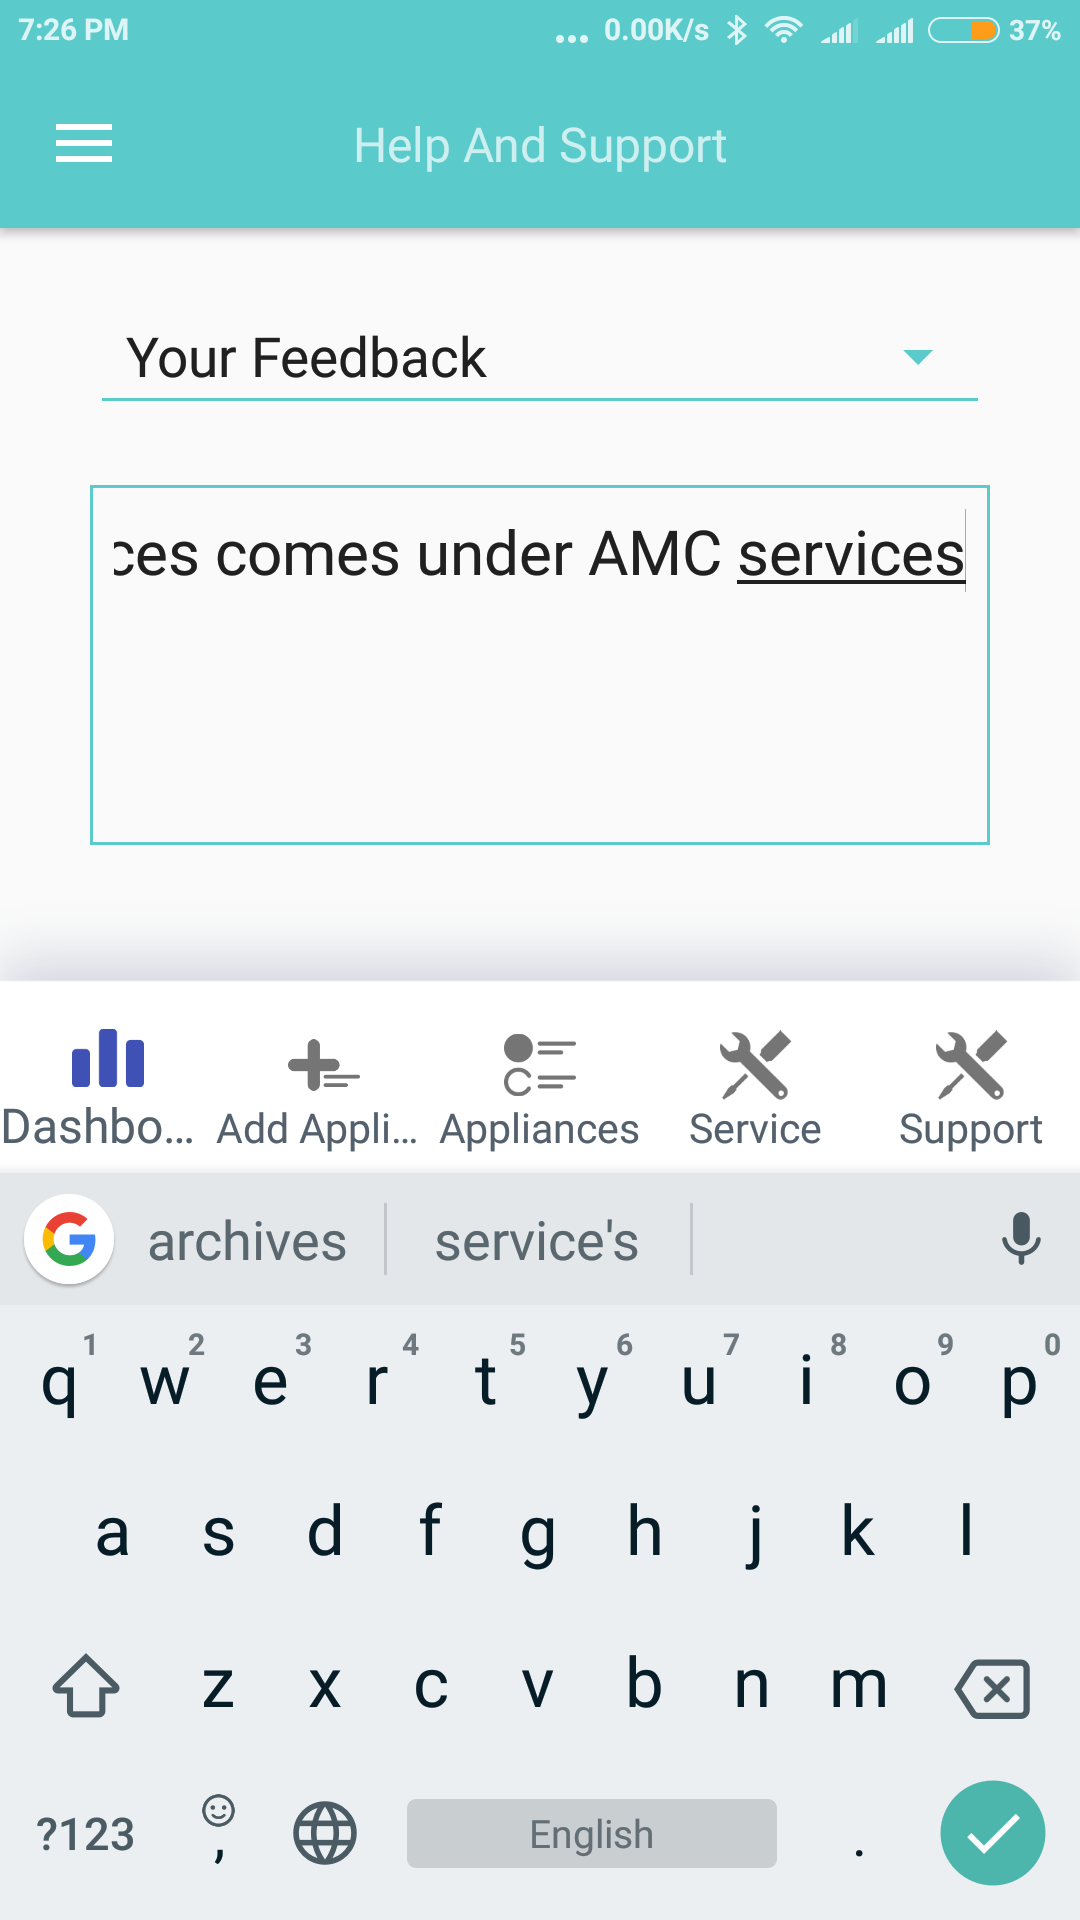 7:26 PM ... 0.00K/s 37%
Help And Support
Your Feedback
ces comes under AMC services
Dashbo... Add Appli... Appliances Service Support
archives service's
1 2 3 4 5 6 7 8 9 0
q w e r t y u i o p
a s d f g h j k l
z x c v b n m
?123 , English .